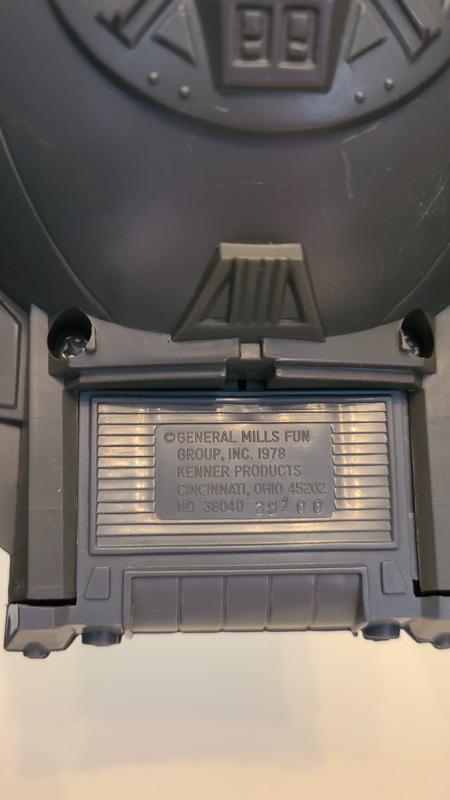 ©GENERAL MILLS FUN
GROUP, INC. 1978
KENNER PRODUCTS
CINCINNATI, OHIO 45202
NO. 38040